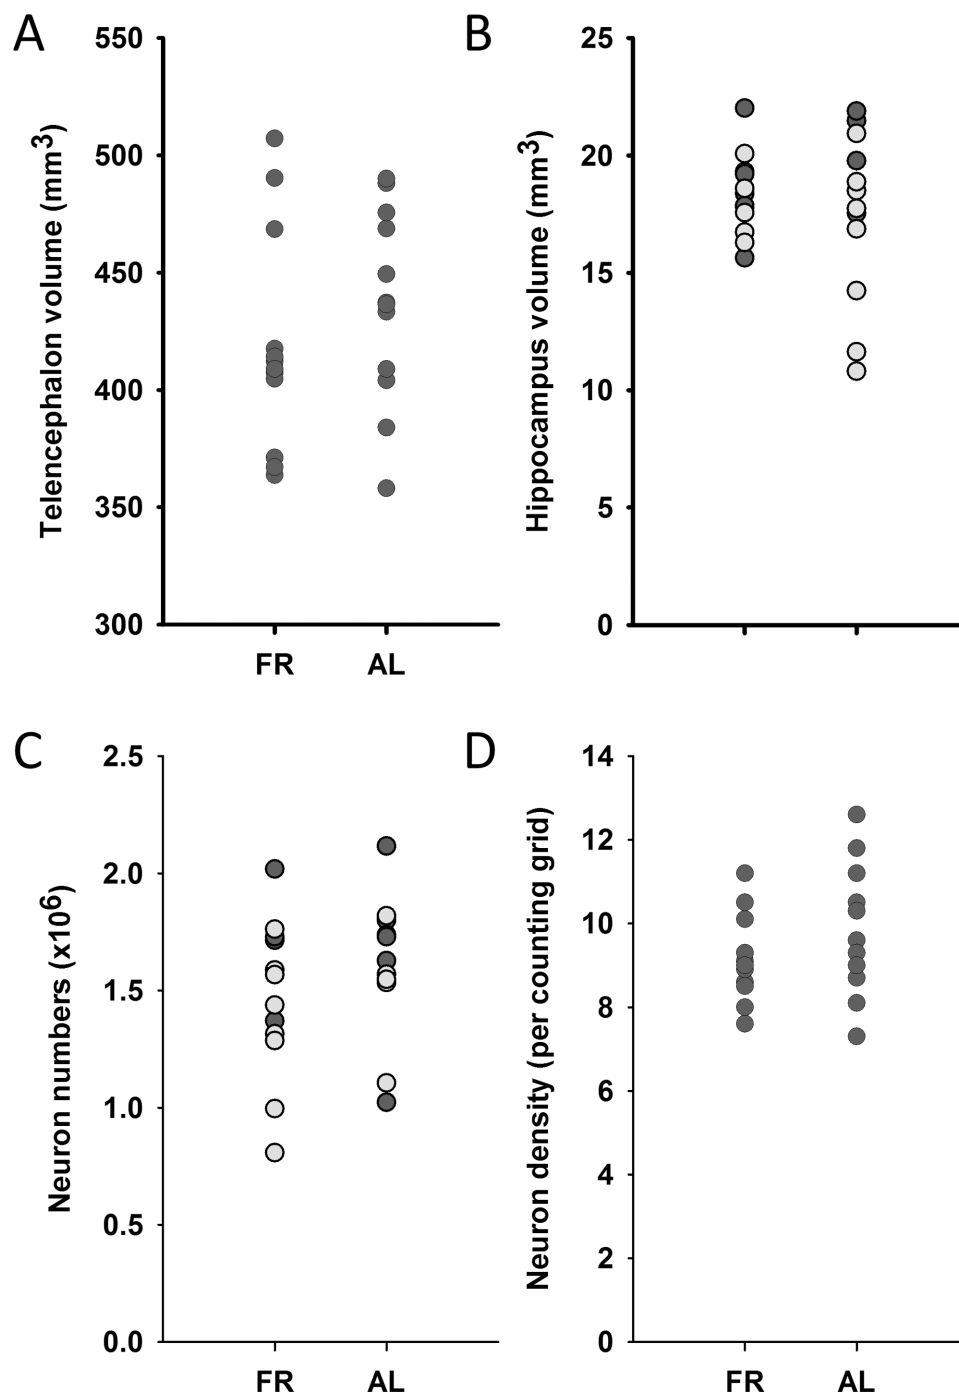 A
Telencephalon volume (mm3)
550
500
450
400
350
300
FR AL
B
Hippocampus volume (mm3)
25
20
15
10
5
0
C
Neuron numbers (x106)
2.5
2.0
1.5
1.0
0.5
0.0
FR AL
D
Neuron density (per counting grid)
14
12
10
8
6
4
2
0
FR AL